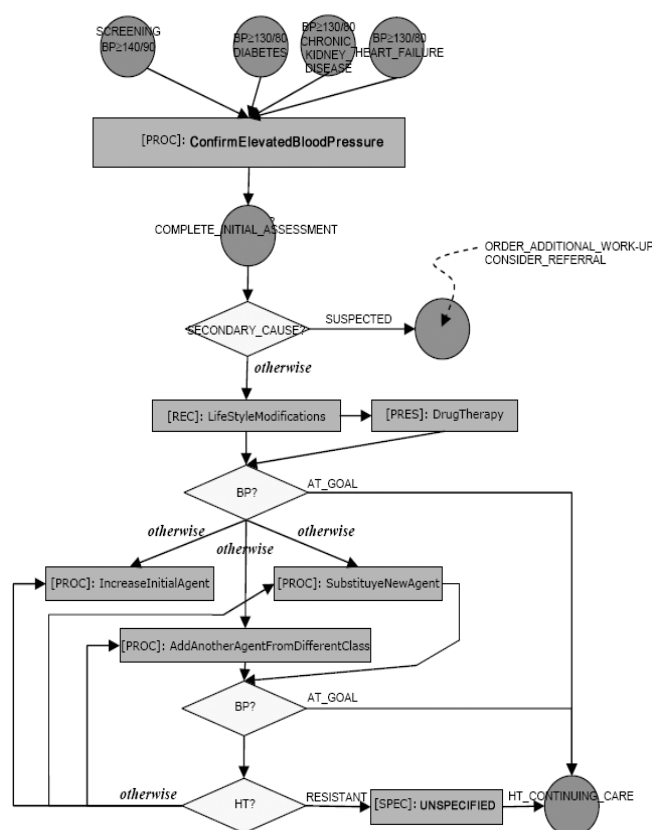 SCREENING
BP≥140/90
BP≥130/80
DIABETES
BP≥130/80
CHRONIC
KIDNEY
DISEASE
BP≥130/80
HEART_FAILURE
[PROC]: ConfirmElevatedBloodPressure
COMPLETE_INITIAL_ASSESSMENT
ORDER_ADDITIONAL_WORK-UP
CONSIDER_REFERRAL
SECONDARY_CAUSE?
SUSPECTED
otherwise
[REC]: LifeStyleModifications
[PRES]: DrugTherapy
BP?
AT_GOAL
otherwise
otherwise
otherwise
[PROC]: IncreaseInitialAgent
[PROC]: SubstituyeNewAgent
[PROC]: AddAnotherAgentFromDifferentClass
BP?
AT_GOAL
otherwise
HT?
RESISTANT
[SPEC]: UNSPECIFIED
HT_CONTINUING_CARE